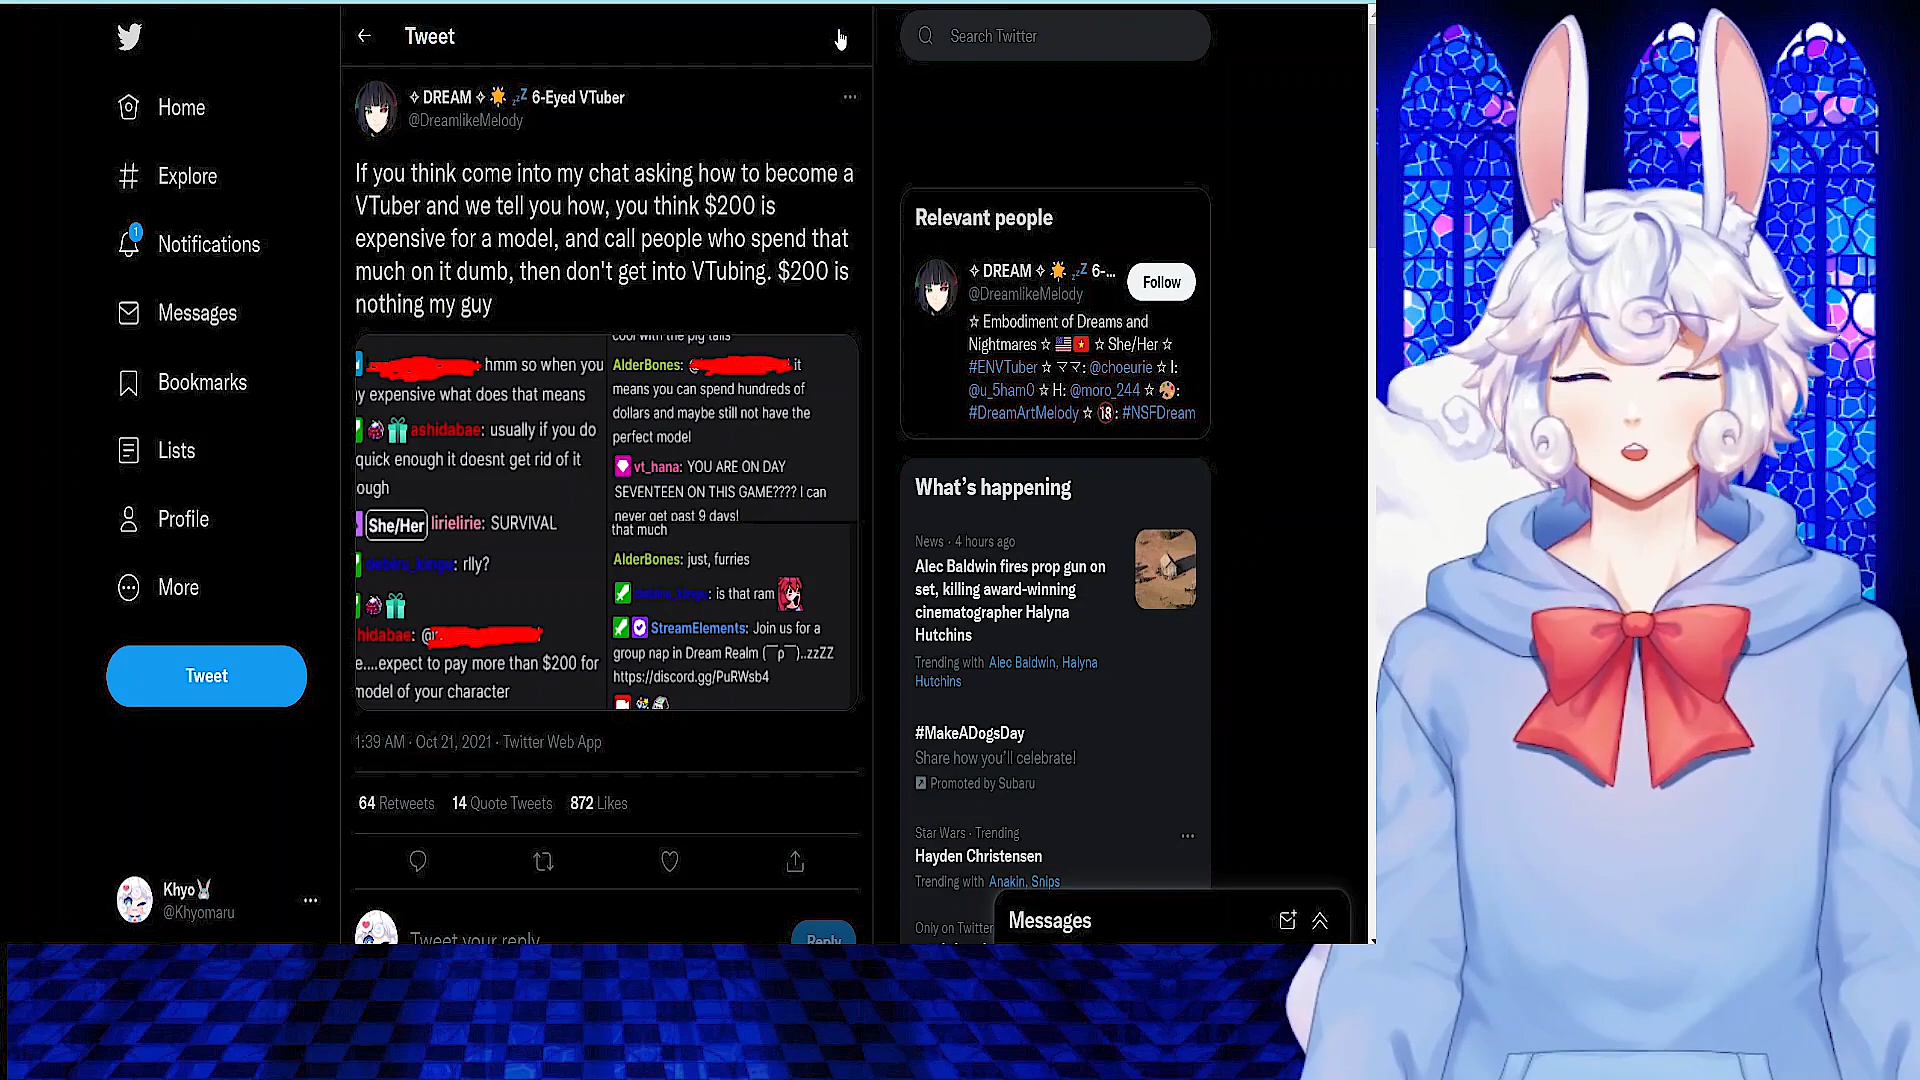 Home
Explore
1
Notifications
Messages
Bookmarks
Lists
Profile
More
Tweet
Khyo
@Khyomaru
Tweet
✧ DREAM ✧ 🌟 💤 6-Eyed VTuber
@DreamlikeMelody
If you think come into my chat asking how to become a
VTuber and we tell you how, you think $200 is
expensive for a model, and call people who spend that
much on it dumb, then don't get into VTubing. $200 is
nothing my guy
hmm so when you
y expensive what does that means
ashidabae: usually if you do
quick enough it doesnt get rid of it
ough
She/Her lirielirie: SURVIVAL
debiru_kingu: rlly?
hidabae: @
e....expect to pay more than $200 for
model of your character
cool with the pig tails
AlderBones: @ it
means you can spend hundreds of
dollars and maybe still not have the
perfect model
vt_hana: YOU ARE ON DAY
SEVENTEEN ON THIS GAME???? I can
never get past 9 days!
that much
AlderBones: just, furries
debiru_kingu: is that ram
StreamElements: Join us for a
group nap in Dream Realm (￣ρ￣)..zzZZ
https://discord.gg/PuRWsb4
1:39 AM · Oct 21, 2021 · Twitter Web App
64 Retweets 14 Quote Tweets 872 Likes
Tweet your reply
Reply
Search Twitter
Relevant people
✧ DREAM ✧ 🌟 💤 6-...
@DreamlikeMelody
Follow
☆ Embodiment of Dreams and
Nightmares ☆ 🇺🇸🇻🇳 ☆ She/Her ☆
#ENVTuber ☆ ママ: @choeurie ☆ I:
@u_5ham0 ☆ H: @moro_244 ☆ 🎨:
#DreamArtMelody ☆ 🔞: #NSFDream
What's happening
News · 4 hours ago
Alec Baldwin fires prop gun on
set, killing award-winning
cinematographer Halyna
Hutchins
Trending with Alec Baldwin, Halyna
Hutchins
#MakeADogsDay
Share how you'll celebrate!
Promoted by Subaru
Star Wars · Trending
Hayden Christensen
Trending with Anakin, Snips
Only on Twitter
Messages